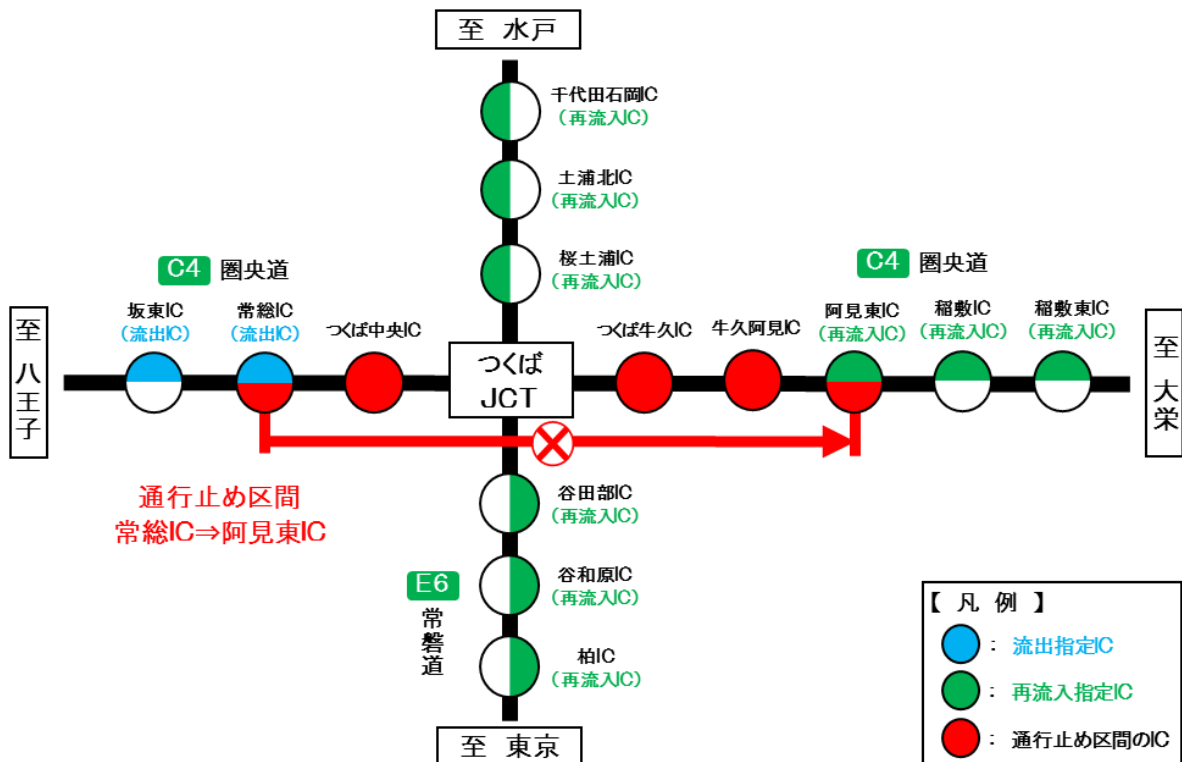 至 水戸
千代田石岡IC
（再流入IC）
土浦北IC
（再流入IC）
桜土浦IC
（再流入IC）
C4 圏央道
C4 圏央道
坂東IC
（流出IC）
常総IC
（流出IC）
つくば中央IC
つくば牛久IC
牛久阿見IC
阿見東IC
（再流入IC）
稲敷IC
（再流入IC）
稲敷東IC
（再流入IC）
至 八王子
つくば
JCT
至 大栄
通行止め区間
常総IC⇒阿見東IC
谷田部IC
（再流入IC）
E6
常磐道
谷和原IC
（再流入IC）
柏IC
（再流入IC）
至 東京
【 凡 例 】
： 流出指定IC
： 再流入指定IC
： 通行止め区間のIC